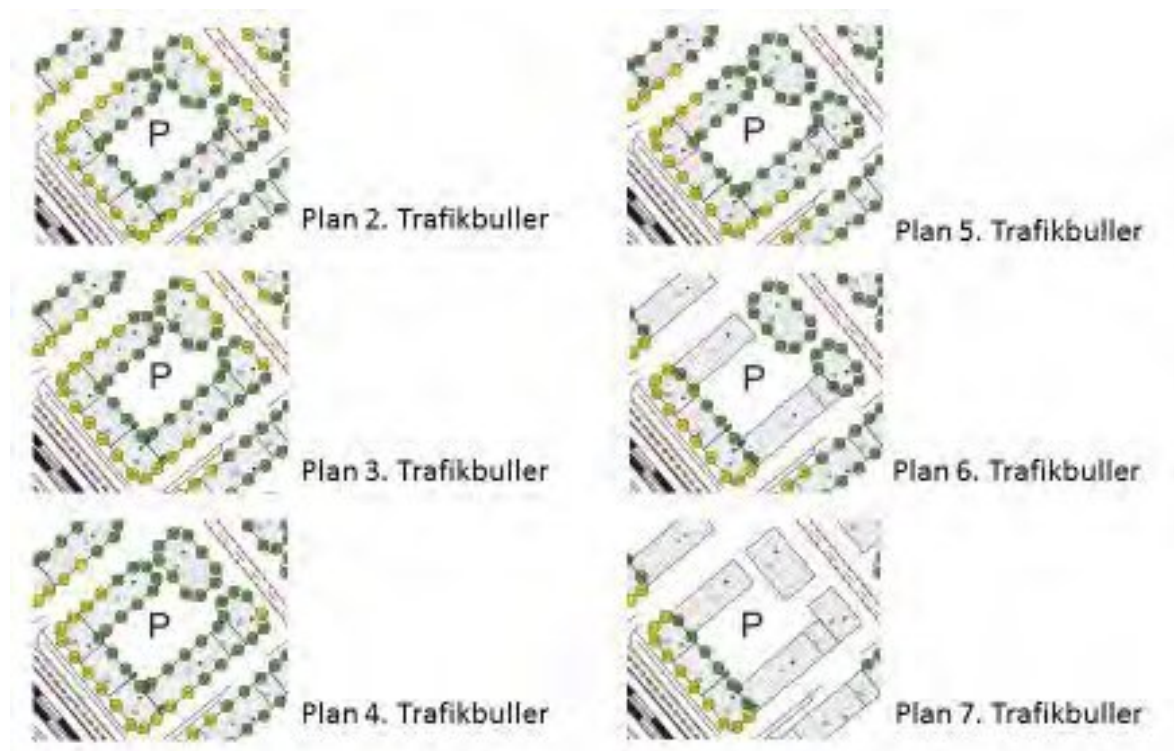 P
Plan 2. Trafikbuller
P
Plan 5. Trafikbuller
P
Plan 3. Trafikbuller
P
Plan 6. Trafikbuller
P
Plan 4. Trafikbuller
P
Plan 7. Trafikbuller